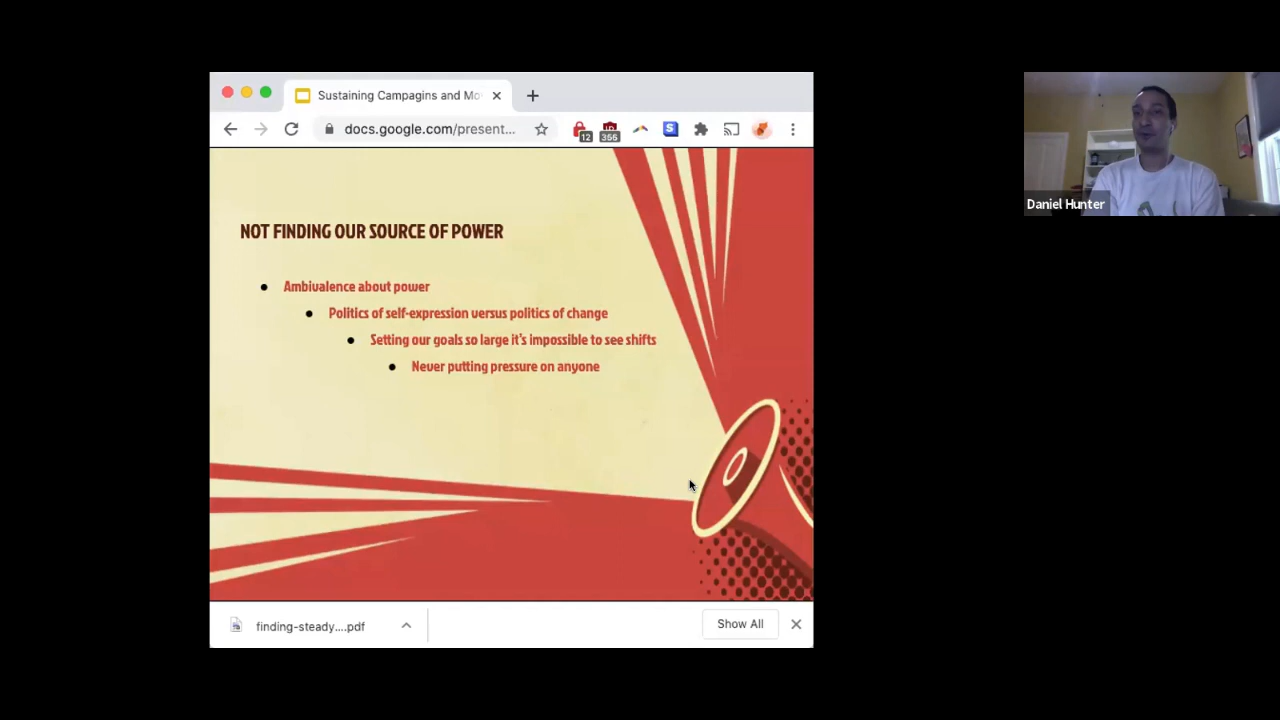 Sustaining Campagins and Mo
docs.google.com/present...
12
356
S
NOT FINDING OUR SOURCE OF POWER
Ambivalence about power
Politics of self-expression versus politics of change
Setting our goals so large it's impossible to see shifts
Never putting pressure on anyone
Daniel Hunter
finding-steady....pdf
Show All